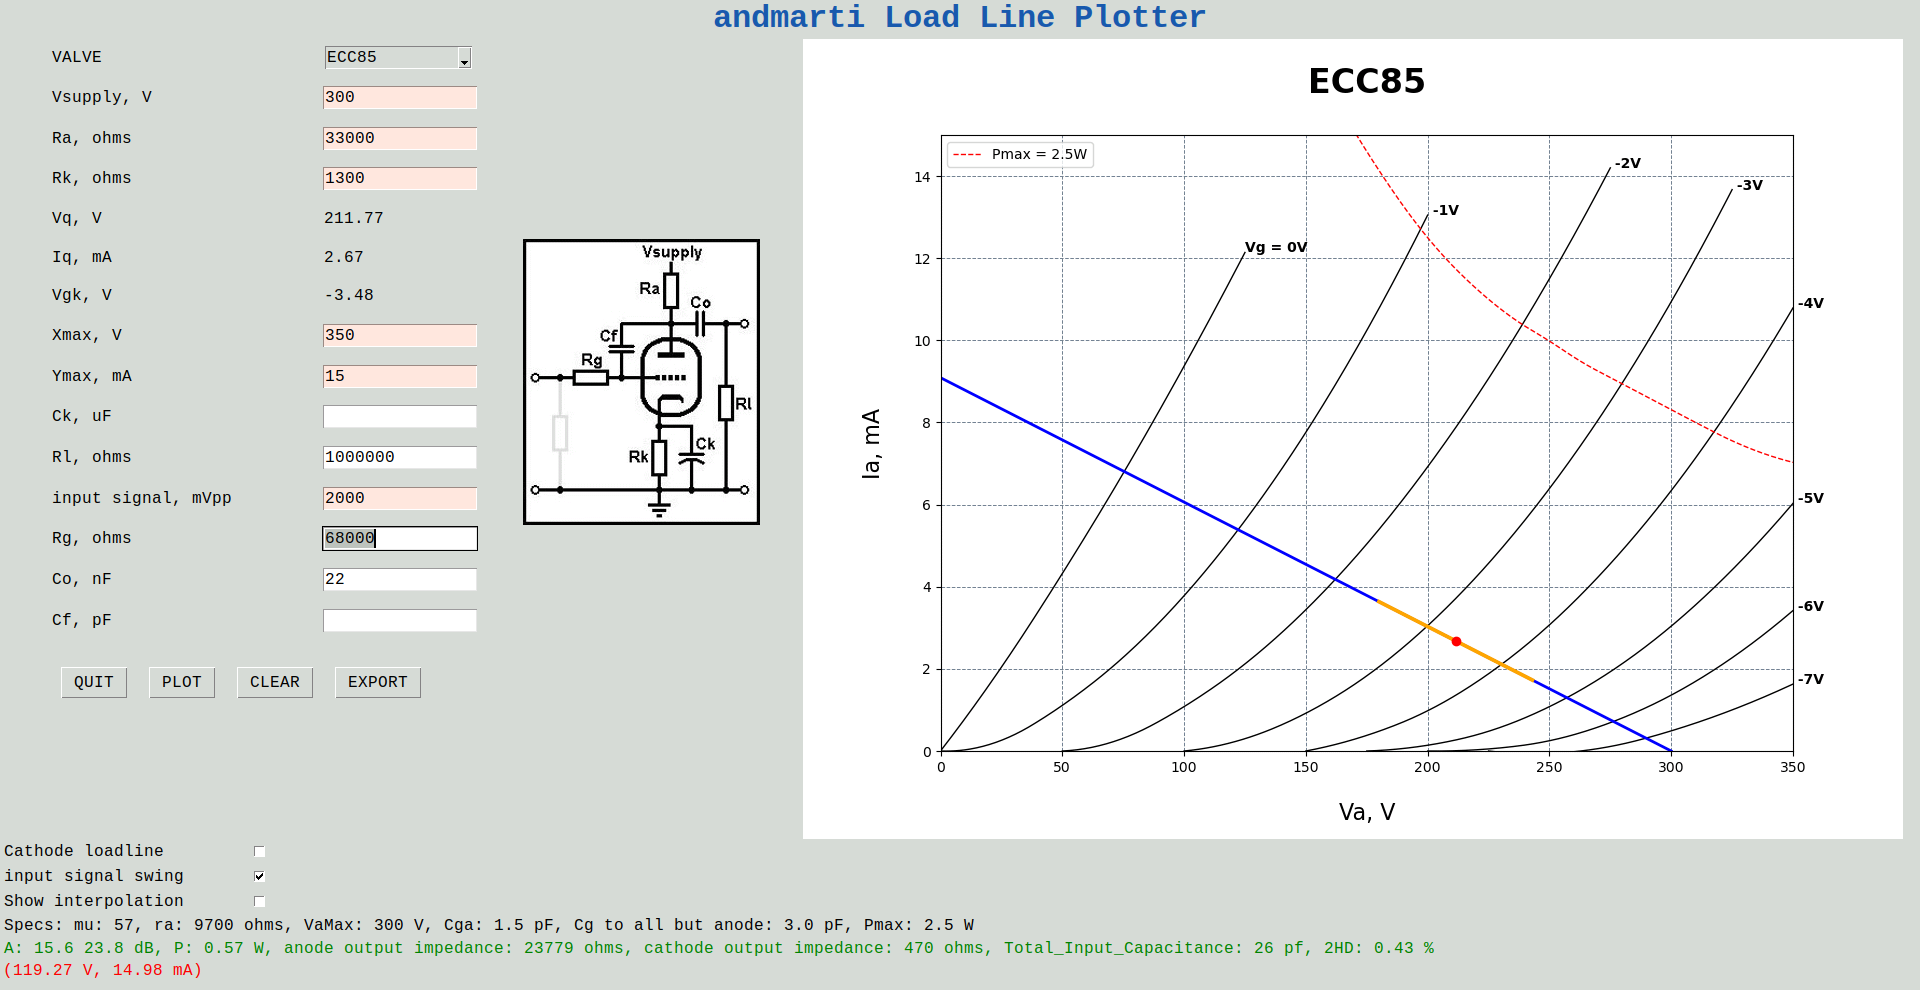 andmarti Load Line Plotter
VALVE ECC85
Vsupply, V 300
Ra, ohms 33000
Rk, ohms 1300
Vq, V 211.77
Iq, mA 2.67
Vgk, V -3.48
Xmax, V 350
Ymax, mA 15
Ck, uF
Rl, ohms 1000000
input signal, mVpp 2000
Rg, ohms 68000
Co, nF 22
Cf, pF
QUIT PLOT CLEAR EXPORT
Vsupply
Ra
Co
Cf
Rg
Rl
Ck
Rk
ECC85
Pmax = 2.5W
Vg = 0V
-1V
-2V
-3V
-4V
-5V
-6V
-7V
14
12
10
8
6
4
2
0
Ia, mA
0 50 100 150 200 250 300 350
Va, V
Cathode loadline
input signal swing
Show interpolation
Specs: mu: 57, ra: 9700 ohms, VaMax: 300 V, Cga: 1.5 pF, Cg to all but anode: 3.0 pF, Pmax: 2.5 W
A: 15.6 23.8 dB, P: 0.57 W, anode output impedance: 23779 ohms, cathode output impedance: 470 ohms, Total_Input_Capacitance: 26 pf, 2HD: 0.43 %
(119.27 V, 14.98 mA)